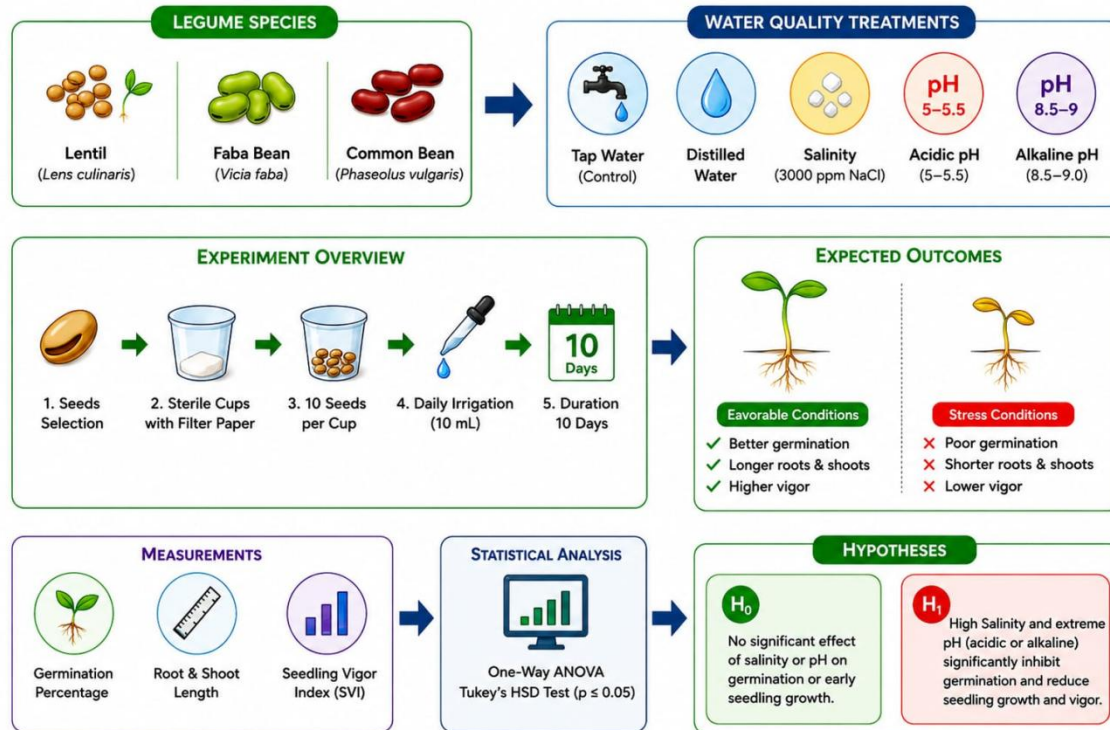 LEGUME SPECIES
Lentil
(Lens culinaris)
Faba Bean
(Vicia faba)
Common Bean
(Phaseolus vulgaris)
WATER QUALITY TREATMENTS
pH
5–5.5
pH
8.5–9
Tap Water
(Control)
Distilled
Water
Salinity
(3000 ppm NaCl)
Acidic pH
(5–5.5)
Alkaline pH
(8.5–9.0)
EXPERIMENT OVERVIEW
10
Days
1. Seeds
Selection
2. Sterile Cups
with Filter Paper
3. 10 Seeds
per Cup
4. Daily Irrigation
(10 mL)
5. Duration
10 Days
EXPECTED OUTCOMES
Eavorable Conditions
Better germination
Longer roots & shoots
Higher vigor
Stress Conditions
Poor germination
Shorter roots & shoots
Lower vigor
MEASUREMENTS
Germination
Percentage
Root & Shoot
Length
Seedling Vigor
Index (SVI)
STATISTICAL ANALYSIS
One-Way ANOVA
Tukey's HSD Test (p ≤ 0.05)
HYPOTHESES
H₀
No significant effect
of salinity or pH on
germination or early
seedling growth.
H₁
High Salinity and extreme
pH (acidic or alkaline)
significantly inhibit
germination and reduce
seedling growth and vigor.